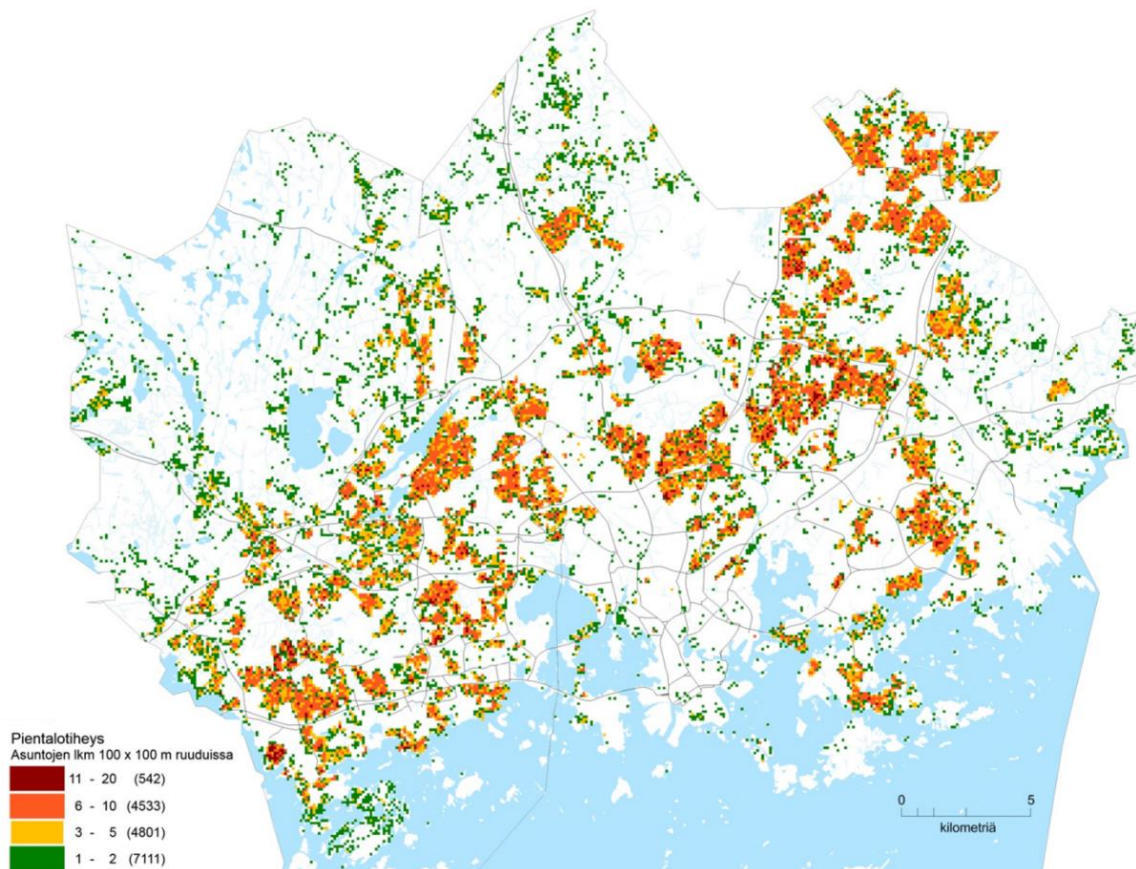 Pientalotiheys
Asuntojen lkm 100 x 100 m ruuduissa
11 - 20 (542)
6 - 10 (4533)
3 - 5 (4801)
1 - 2 (7111)
0 5
kilometriä